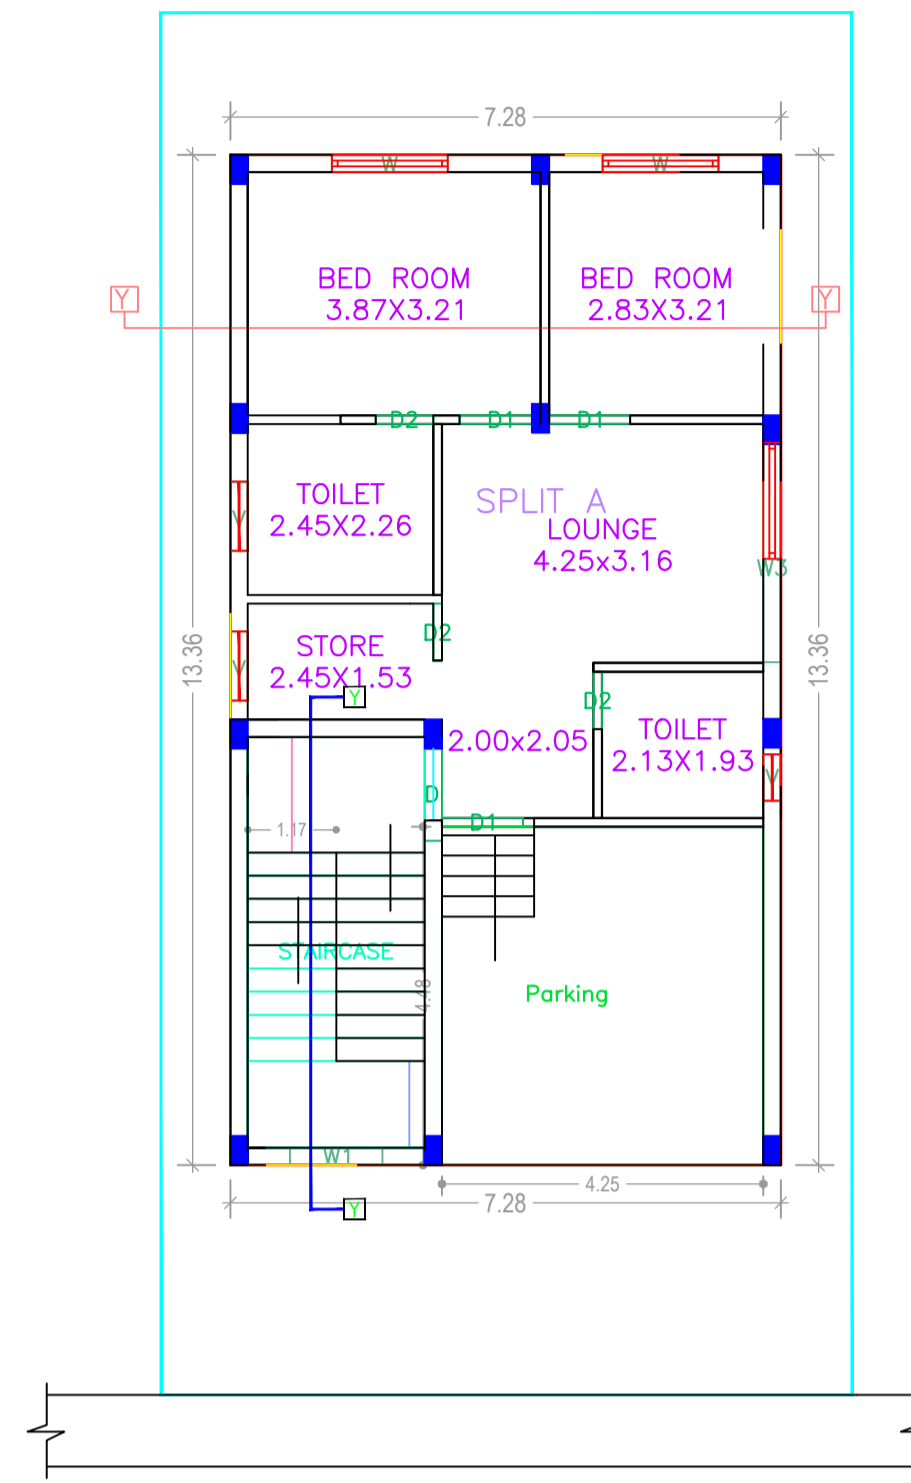 7.28
W
W
BED ROOM
3.87X3.21
BED ROOM
2.83X3.21
Y
Y
D2
D1
D1
TOILET
2.45X2.26
SPLIT A
LOUNGE
4.25x3.16
V
W3
D2
13.36
13.36
STORE
2.45X1.53
V
Y
D2
TOILET
2.13X1.93
2.00x2.05
V
D
D1
1.17
STAIRCASE
4.48
Parking
W1
4.25
7.28
Y